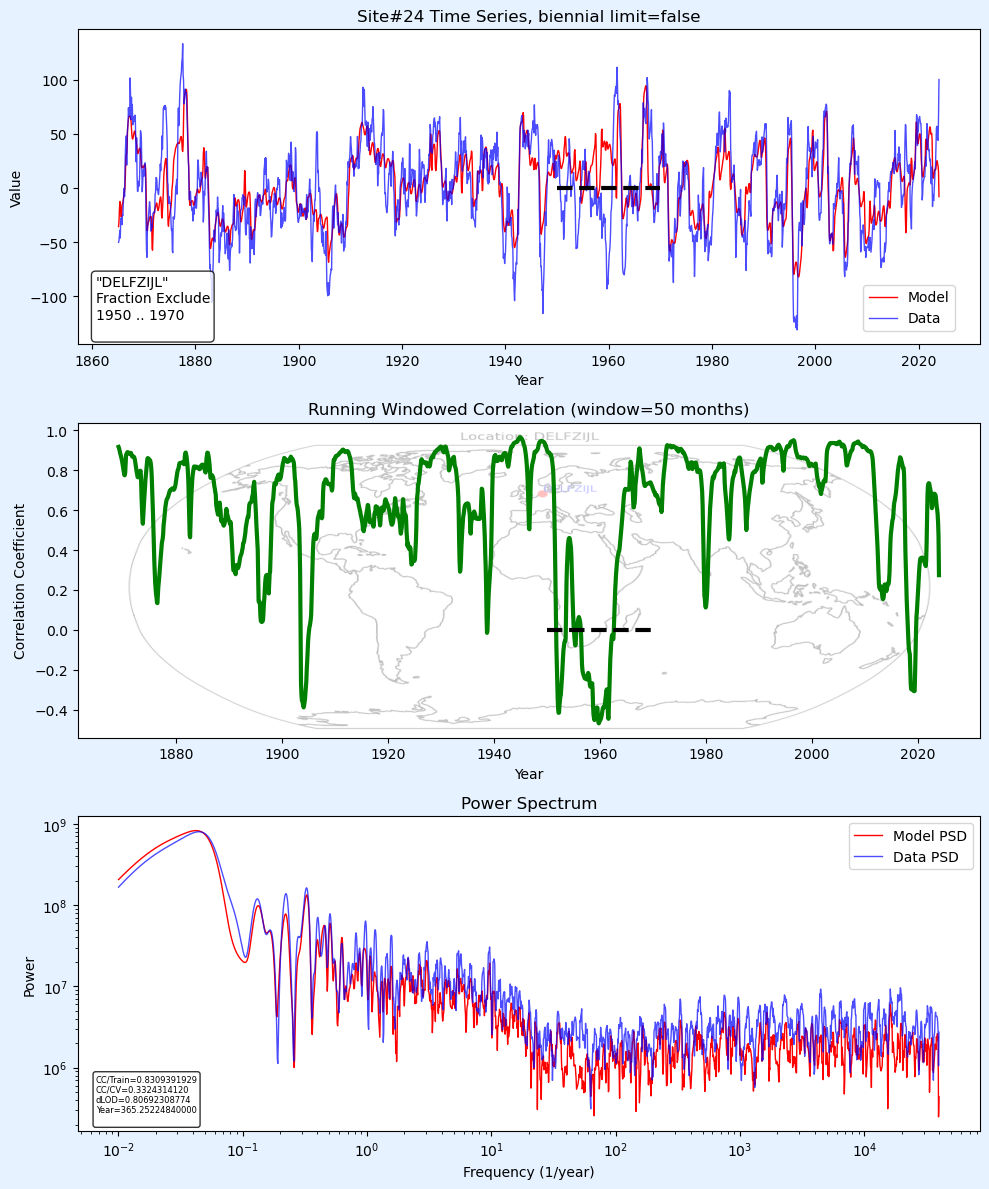 Site#24 Time Series, biennial limit=false
Value
100
50
0
−50
−100
"DELFZIJL"
Fraction Exclude
1950 .. 1970
Model
Data
1860 1880 1900 1920 1940 1960 1980 2000 2020
Year
Running Windowed Correlation (window=50 months)
Correlation Coefficient
1.0
0.8
0.6
0.4
0.2
0.0
−0.2
−0.4
Location: DELFZIJL
DELFZIJL
1880 1900 1920 1940 1960 1980 2000 2020
Year
Power Spectrum
Power
10⁹
10⁸
10⁷
10⁶
Model PSD
Data PSD
CC/Train=0.8309391929
CC/CV=0.3324314120
dLOD=0.80692308774
Year=365.25224840000
10⁻² 10⁻¹ 10⁰ 10¹ 10² 10³ 10⁴
Frequency (1/year)